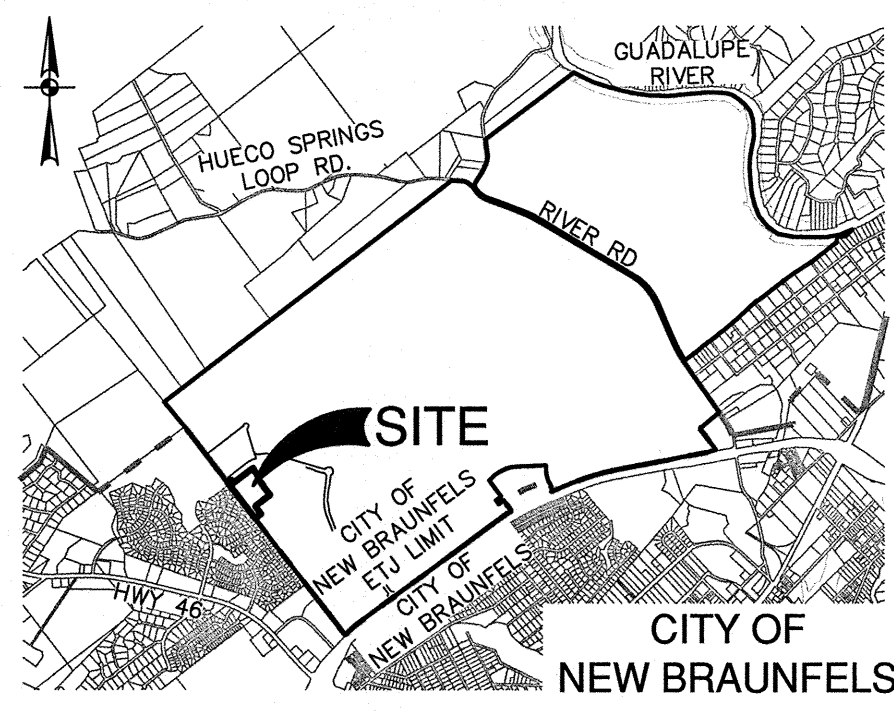 GUADALUPE
RIVER
HUECO SPRINGS
LOOP RD.
RIVER RD
SITE
CITY OF
NEW BRAUNFELS
ETJ LIMIT
CITY OF
NEW BRAUNFELS
HWY 46
CITY OF
NEW BRAUNFELS